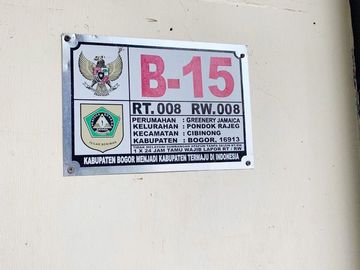 B-15
RT.008 RW.008
PERUMAHAN : GREENERY JAMAICA
KELURAHAN : PONDOK RAJEG
KECAMATAN : CIBINONG
KABUPATEN : BOGOR. 16913
1 X 24 JAM TAMU WAJIB LAPOR RT / RW
KABUPATEN BOGOR MENJADI KABUPATEN TERMAJU DI INDONESIA